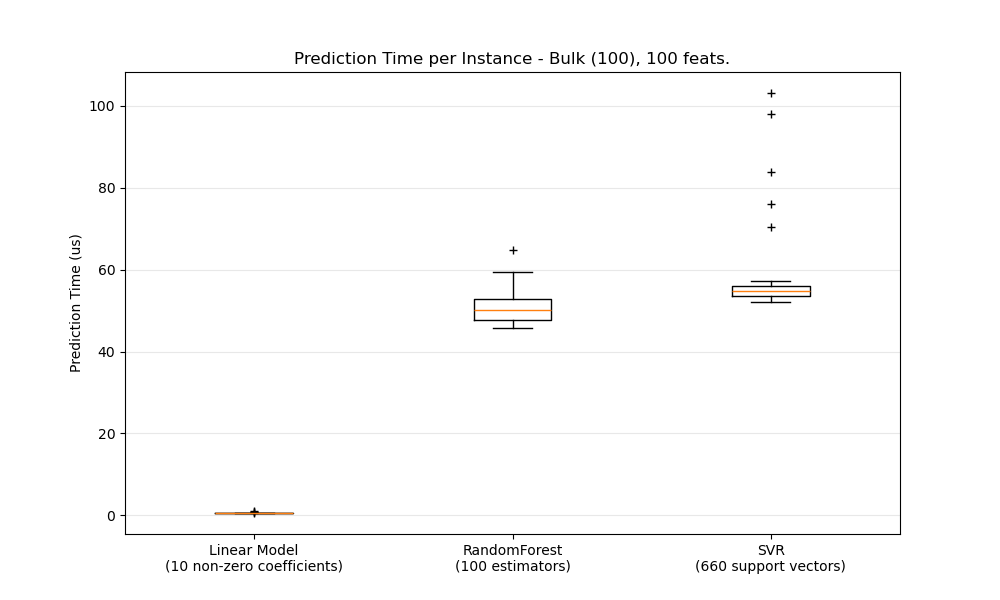 Prediction Time per Instance - Bulk (100), 100 feats.
Prediction Time (us)
100
80
60
40
20
0
Linear Model
(10 non-zero coefficients)
RandomForest
(100 estimators)
SVR
(660 support vectors)